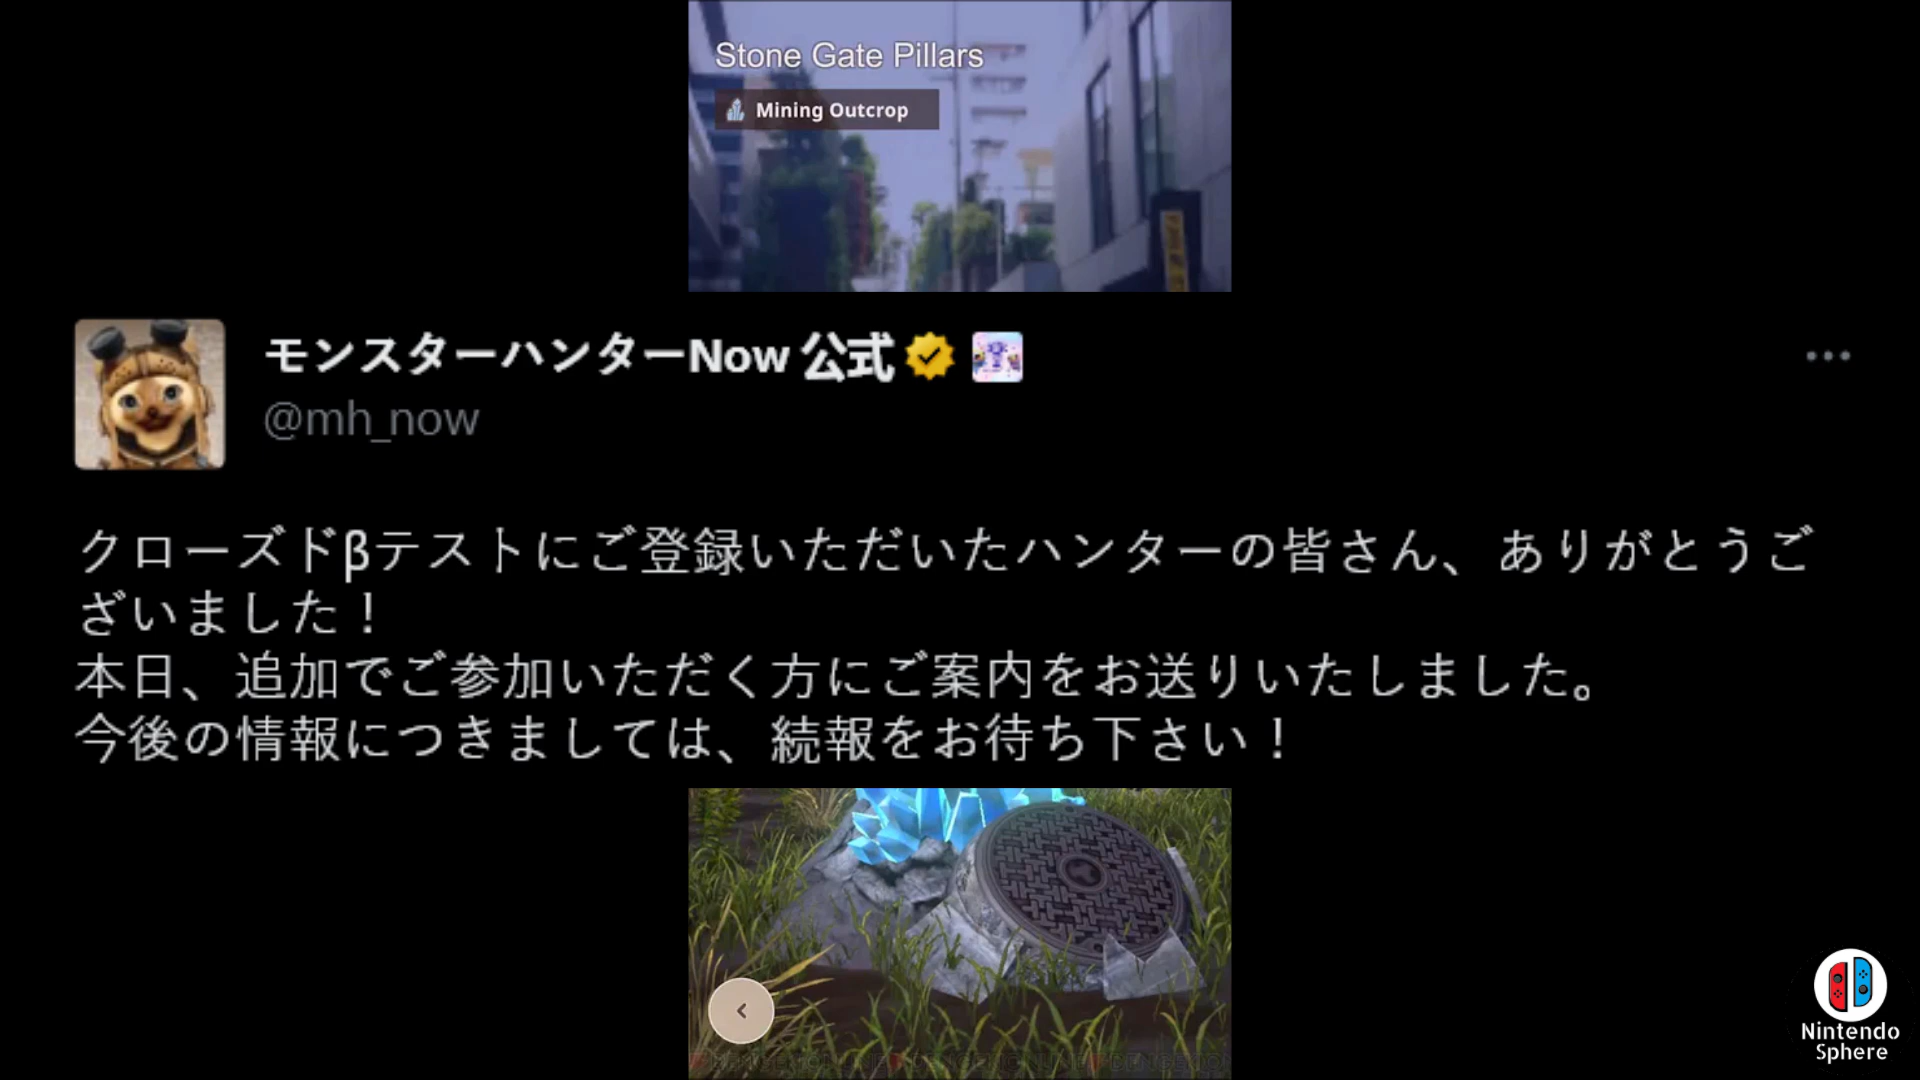 Stone Gate Pillars
Mining Outcrop
モンスターハンターNow 公式
@mh_now
クローズドβテストにご登録いただいたハンターの皆さん、ありがとうご
ざいました！
本日、追加でご参加いただく方にご案内をお送りいたしました。
今後の情報につきましては、続報をお待ち下さい！
Nintendo
Sphere